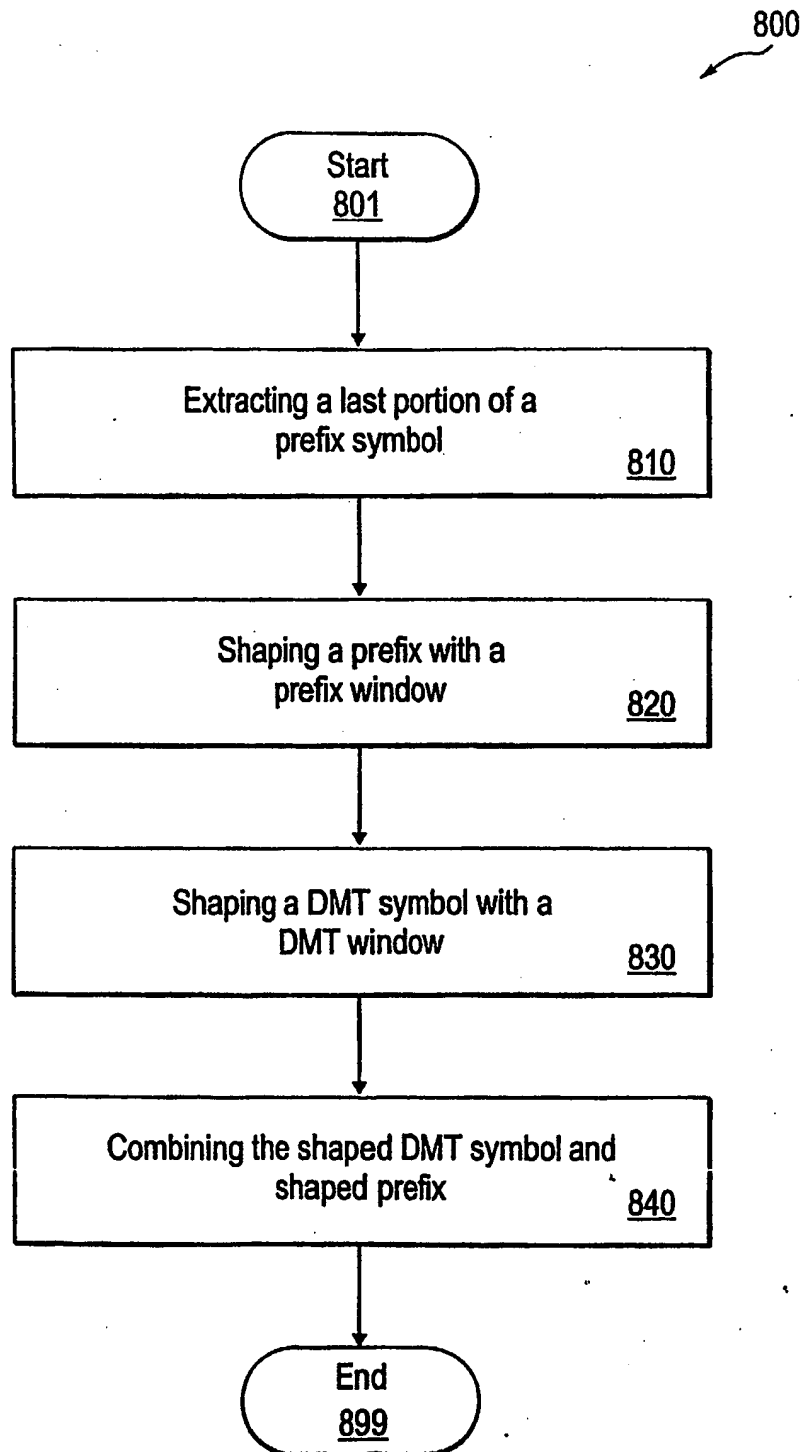 800
Start
801
Extracting a last portion of a
prefix symbol
810
Shaping a prefix with a
prefix window
820
Shaping a DMT symbol with a
DMT window
830
Combining the shaped DMT symbol and
shaped prefix
840
End
899